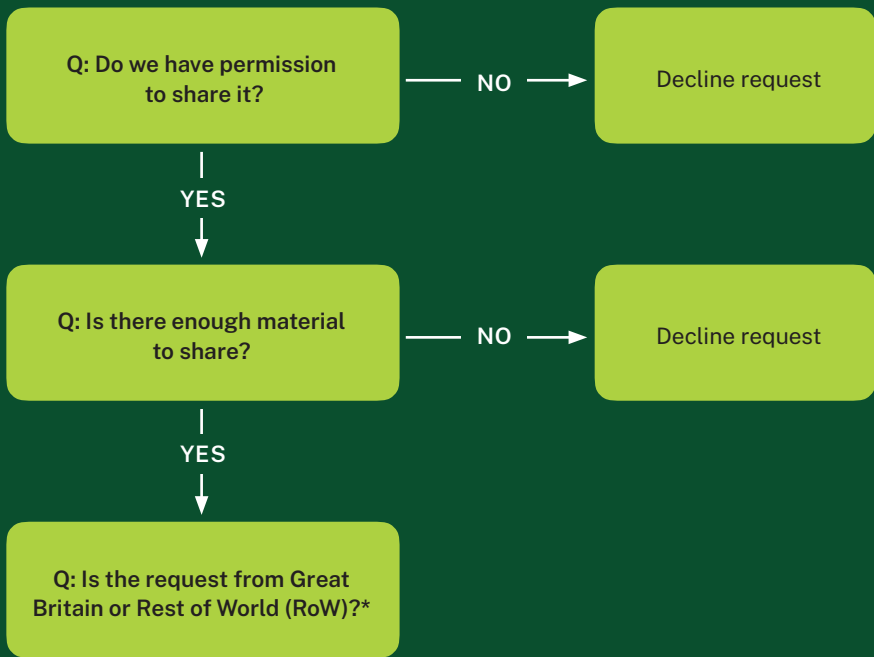 Q: Do we have permission
to share it?
NO
Decline request
YES
Q: Is there enough material
to share?
NO
Decline request
YES
Q: Is the request from Great
Britain or Rest of World (RoW)?*